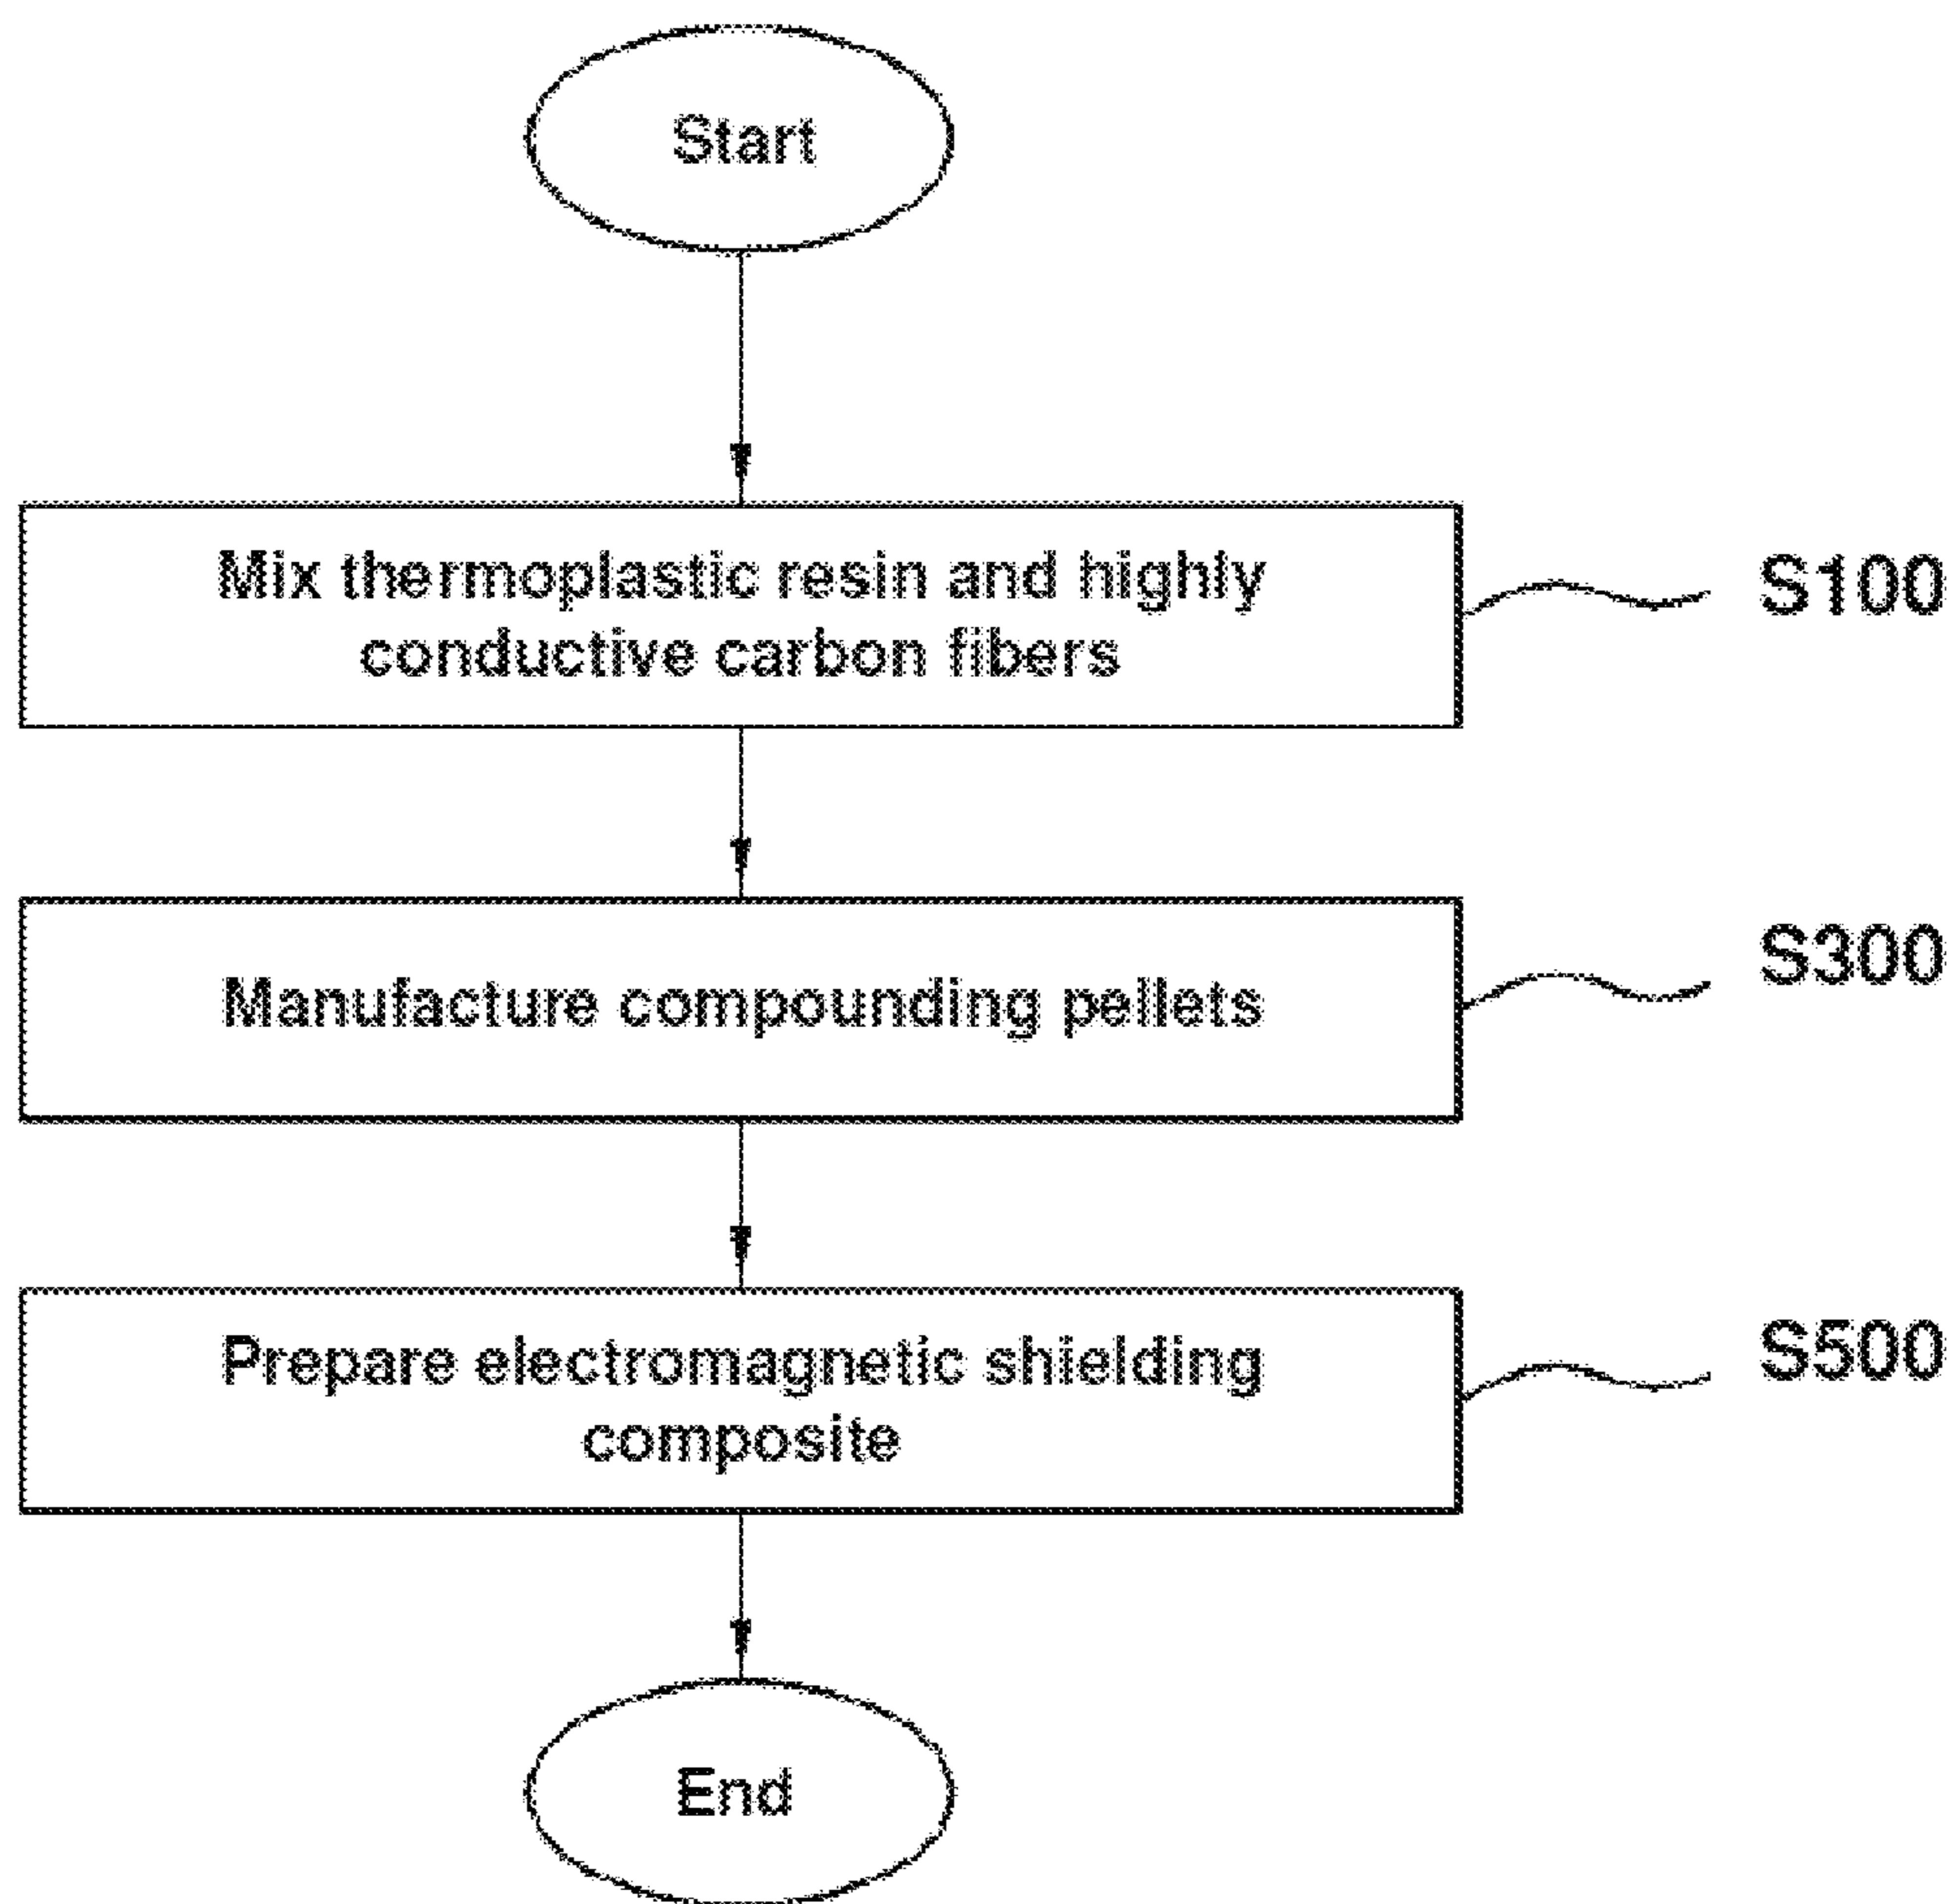 Start
Mix thermoplastic resin and highly
conductive carbon fibers
S100
Manufacture compounding pellets
S300
Prepare electromagnetic shielding
composite
S500
End